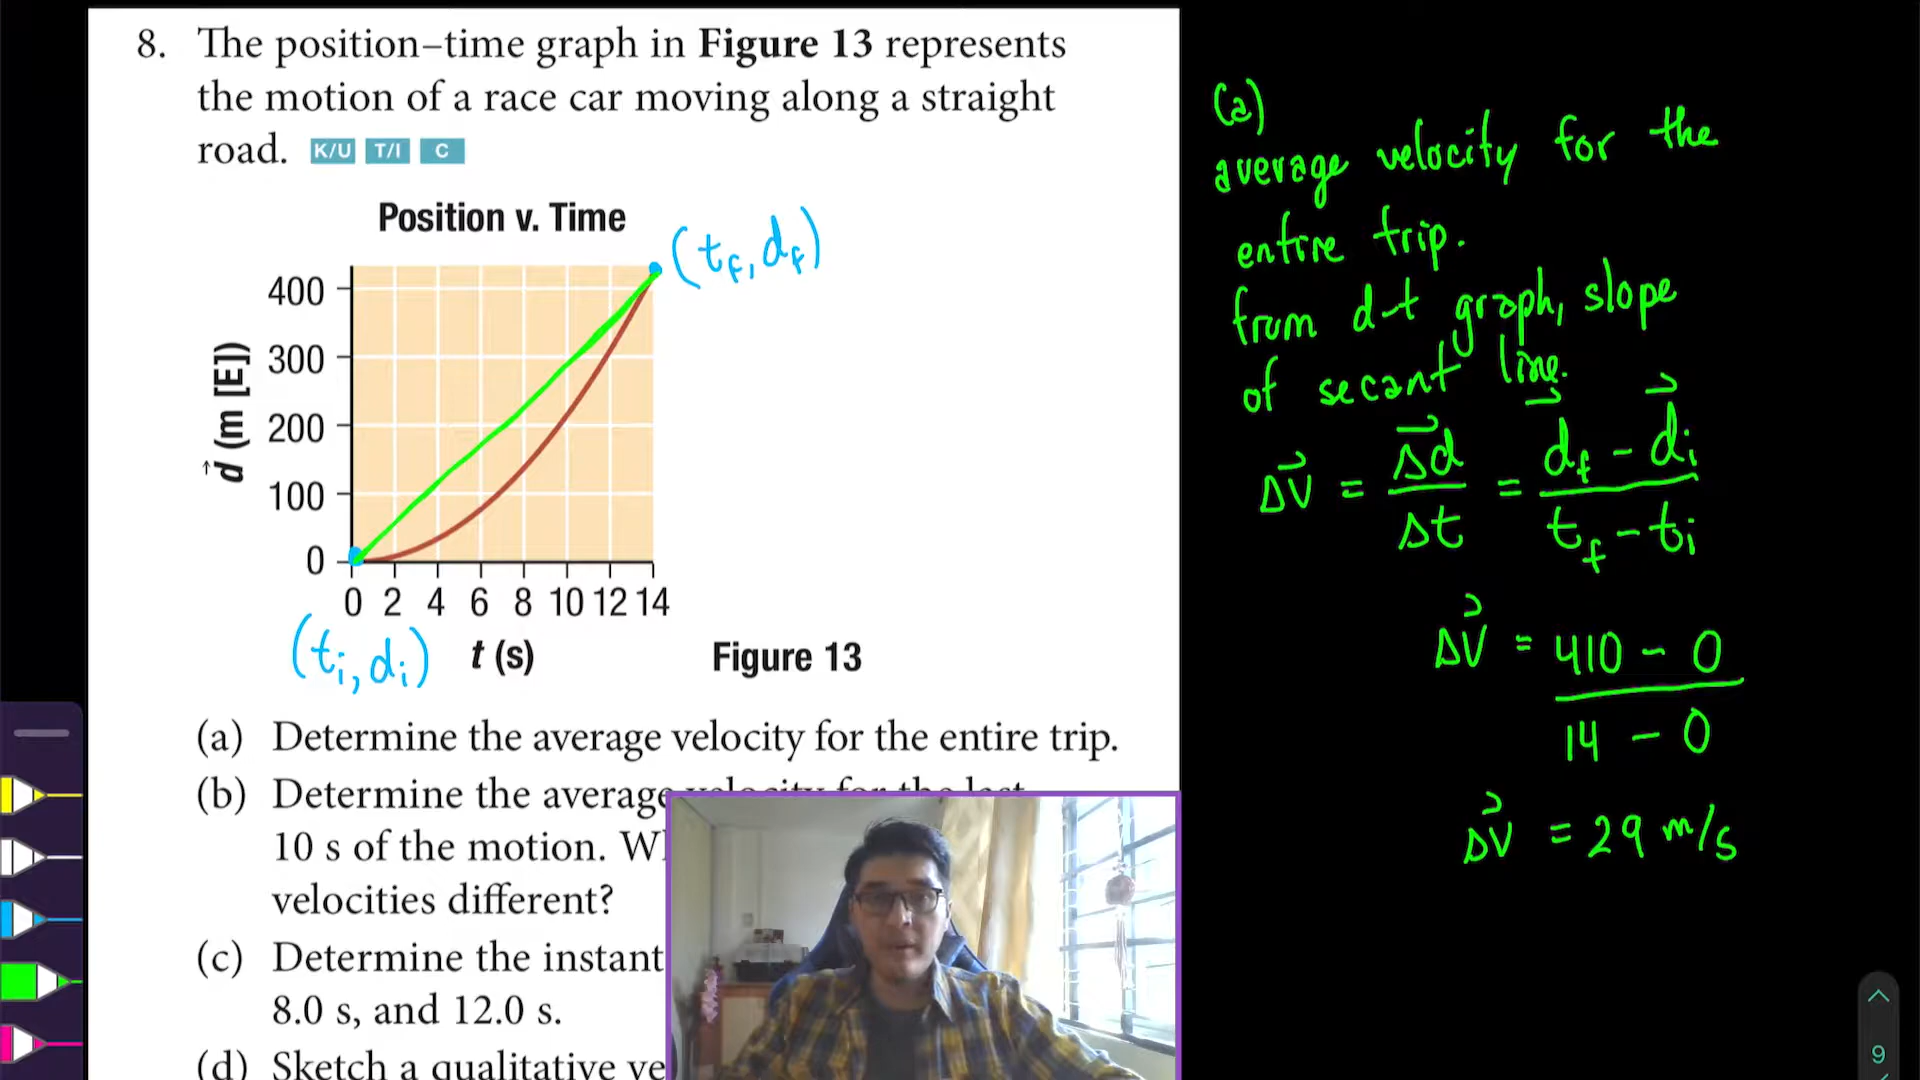 8. The position–time graph in Figure 13 represents
the motion of a race car moving along a straight
road. K/U T/I C
Position v. Time
(tf, df)
400
300
200
100
0
d⃗ (m [E])
0 2 4 6 8 10 12 14
(ti, di)
t (s)
Figure 13
(a) Determine the average velocity for the entire trip.
(b) Determine the average velocity for the last
10 s of the motion. W
velocities different?
(c) Determine the instant
8.0 s, and 12.0 s.
(d) Sketch a qualitative ve
(a)
average velocity for the
entire trip.
from d-t graph, slope
of secant line.
Δv⃗ = Δd⃗/Δt = (d⃗f - d⃗i)/(tf - ti)
Δv⃗ = (410 - 0)/(14 - 0)
Δv⃗ = 29 m/s
9